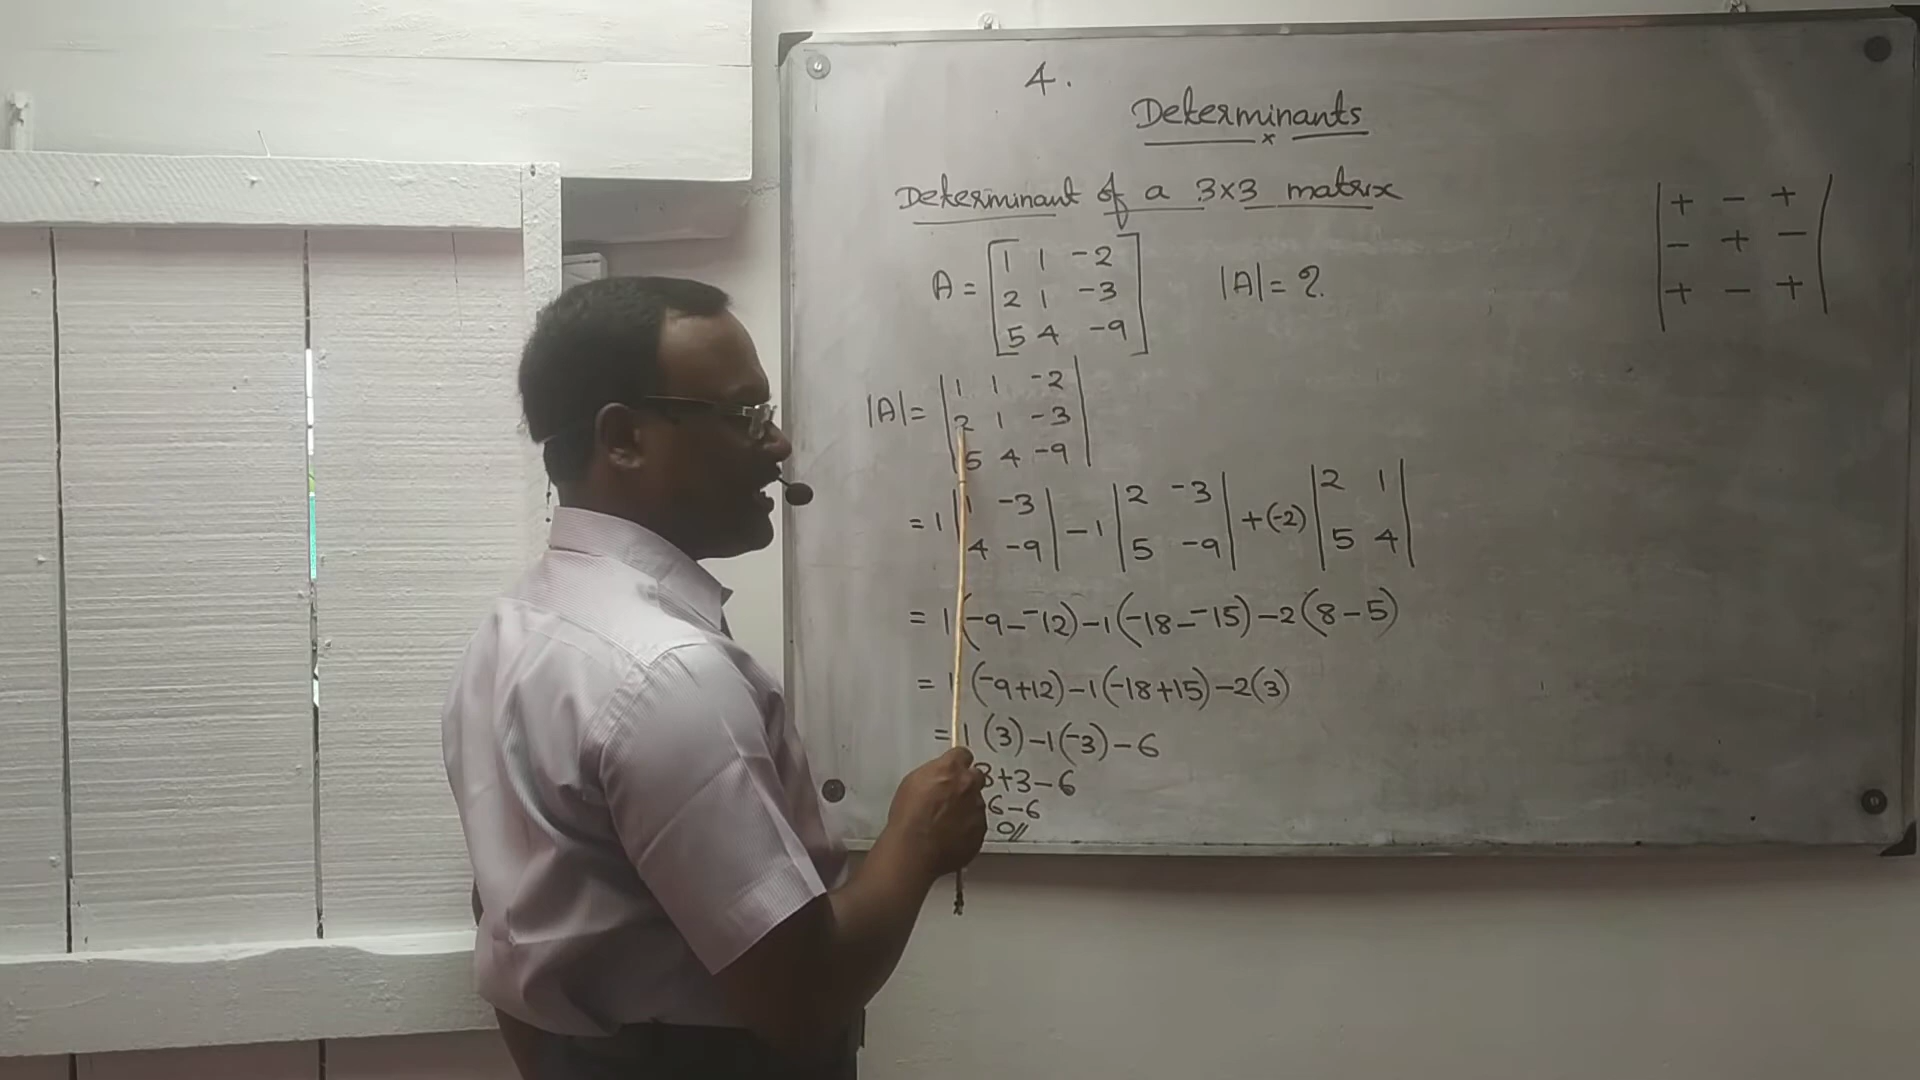 4.
Determinants
Determinant of a 3×3 matrix
A = [1 1 -2
2 1 -3
5 4 -9]
|A| = ?
|+ - +
- + -
+ - +|
|A| = |1 1 -2
2 1 -3
5 4 -9|
= 1 |1 -3
4 -9| - 1 |2 -3
5 -9| + (-2) |2 1
5 4|
= 1 (-9 - -12) - 1 (-18 - -15) - 2 (8 - 5)
= 1 (-9+12) - 1 (-18+15) - 2(3)
= 1 (3) - 1 (-3) - 6
3+3-6
6-6
0//